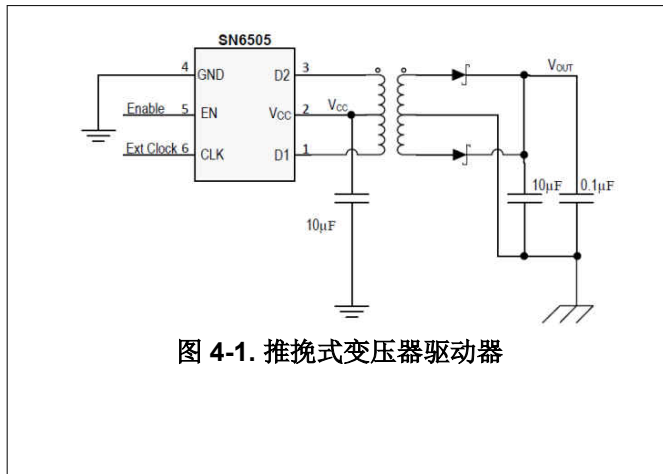 SN6505
4 GND D2 3
Enable 5 EN VCC 2 VCC
Ext Clock 6 CLK D1 1
VOUT
10µF 0.1µF
10µF
图 4-1. 推挽式变压器驱动器